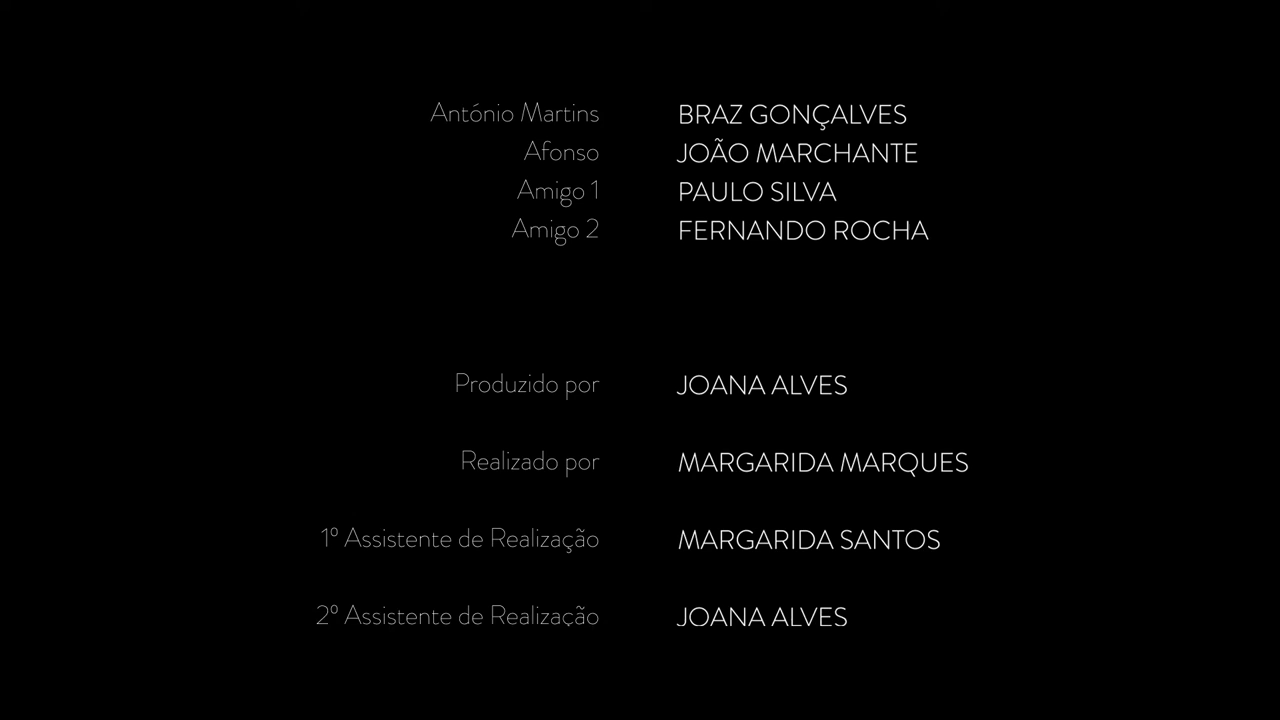 António Martins BRAZ GONÇALVES
Afonso JOÃO MARCHANTE
Amigo 1 PAULO SILVA
Amigo 2 FERNANDO ROCHA
Produzido por JOANA ALVES
Realizado por MARGARIDA MARQUES
1º Assistente de Realização MARGARIDA SANTOS
2º Assistente de Realização JOANA ALVES